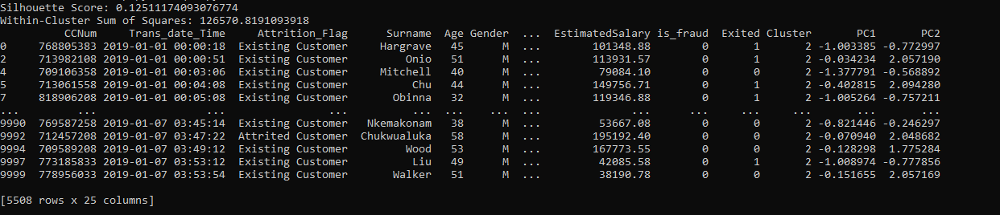 Silhouette Score: 0.12511174093076774
Within-Cluster Sum of Squares: 126570.8191093918
CCNum Trans_date_Time Attrition_Flag Surname Age Gender ... EstimatedSalary is_fraud Exited Cluster PC1 PC2
0 768805383 2019-01-01 00:00:18 Existing Customer Hargrave 45 M ... 101348.88 0 1 2 -1.003385 -0.772997
2 713982108 2019-01-01 00:00:51 Existing Customer Onio 51 M ... 113931.57 0 1 2 -0.034234 2.057190
4 709106358 2019-01-01 00:03:06 Existing Customer Mitchell 40 M ... 79084.10 0 0 2 -1.377791 -0.568892
5 713061558 2019-01-01 00:04:08 Existing Customer Chu 44 M ... 149756.71 0 1 2 -0.402815 2.094280
7 818906208 2019-01-01 00:05:08 Existing Customer Obinna 32 M ... 119346.88 0 1 2 -1.005264 -0.757211
... ... ... ... ... ... ... ... ... ... ... ... ... ...
9990 769587258 2019-01-07 03:45:14 Existing Customer Nkemakonam 38 M ... 53667.08 0 0 2 -0.821446 -0.246297
9992 712457208 2019-01-07 03:47:22 Attrited Customer Chukwualuka 58 M ... 195192.40 0 0 2 -0.070940 2.048682
9994 709589208 2019-01-07 03:49:12 Existing Customer Wood 53 M ... 167773.55 0 0 2 -0.128298 1.775284
9997 773185833 2019-01-07 03:53:12 Existing Customer Liu 49 M ... 42085.58 0 1 2 -1.008974 -0.777856
9999 778956033 2019-01-07 03:53:54 Existing Customer Walker 51 M ... 38190.78 0 0 2 -0.151655 2.057169
[5508 rows x 25 columns]